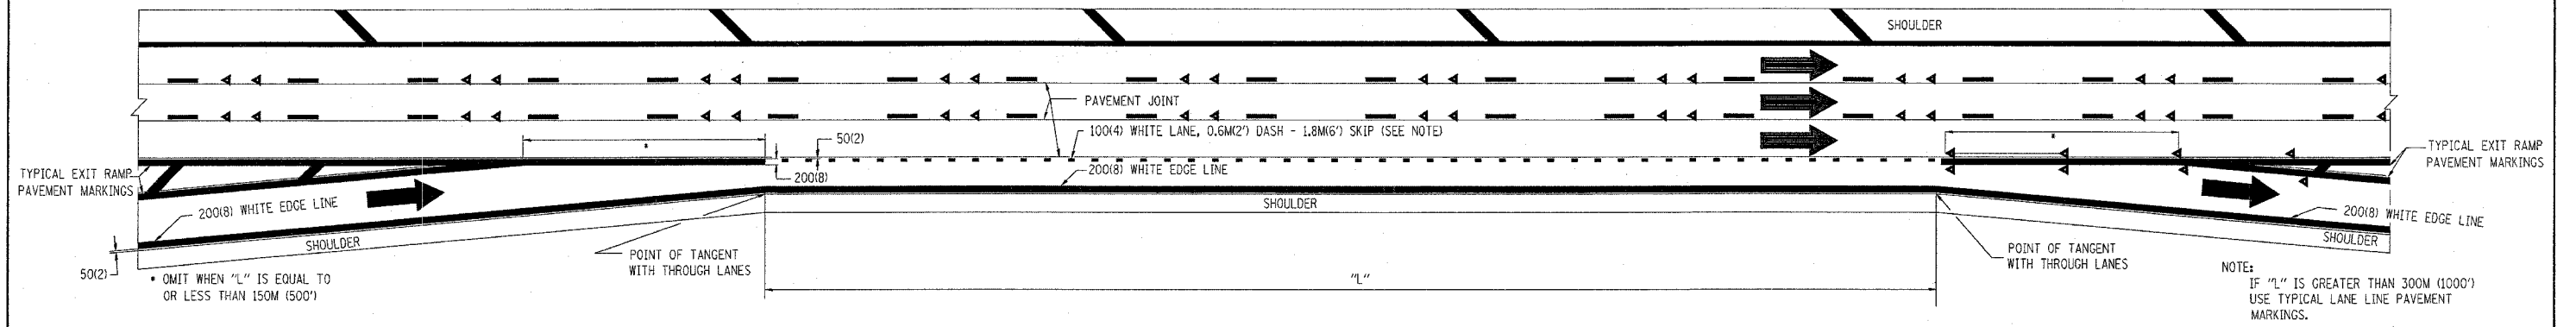 SHOULDER
PAVEMENT JOINT
100(4) WHITE LANE, 0.6M(2') DASH - 1.8M(6') SKIP (SEE NOTE)
50(2)
*
*
TYPICAL EXIT RAMP
PAVEMENT MARKINGS
TYPICAL EXIT RAMP
PAVEMENT MARKINGS
200(8)
200(8) WHITE EDGE LINE
200(8) WHITE EDGE LINE
SHOULDER
200(8) WHITE EDGE LINE
SHOULDER
SHOULDER
50(2)
POINT OF TANGENT
WITH THROUGH LANES
POINT OF TANGENT
WITH THROUGH LANES
* OMIT WHEN "L" IS EQUAL TO
OR LESS THAN 150M (500')
"L"
NOTE:
IF "L" IS GREATER THAN 300M (1000')
USE TYPICAL LANE LINE PAVEMENT
MARKINGS.